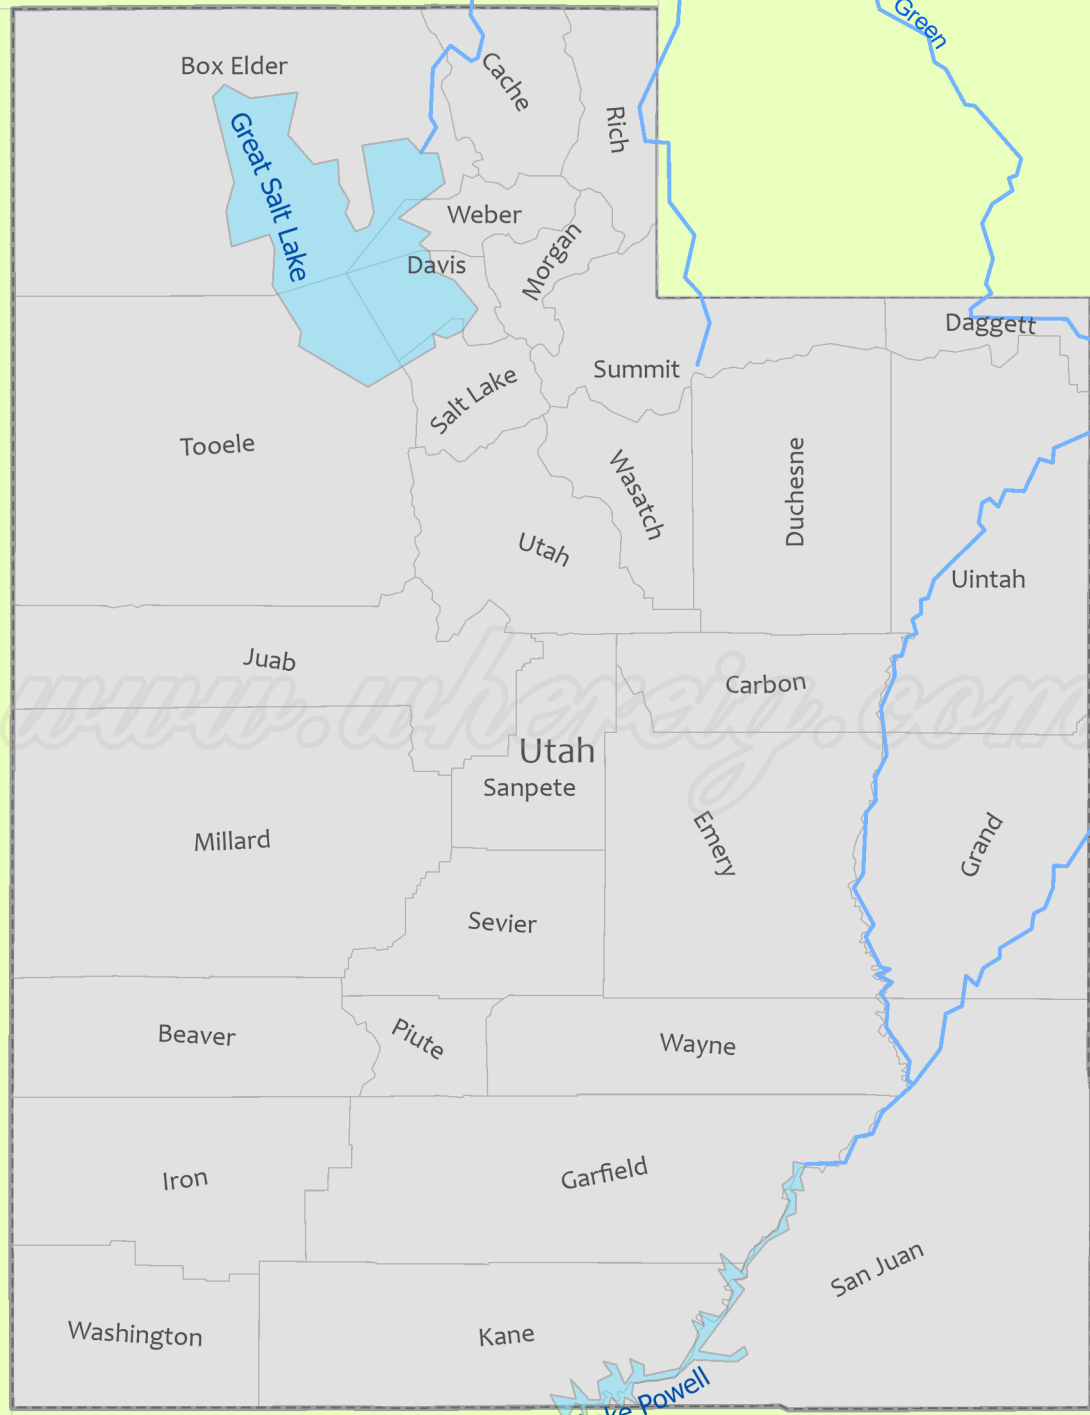 Green
Box Elder
Cache
Rich
Great Salt Lake
Weber
Morgan
Davis
Daggett
Summit
Salt Lake
Tooele
Wasatch
Duchesne
Utah
Uintah
Juab
Carbon
www.whereig.com
Utah
Sanpete
Millard
Emery
Grand
Sevier
Beaver
Piute
Wayne
Iron
Garfield
San Juan
Washington
Kane
Powell